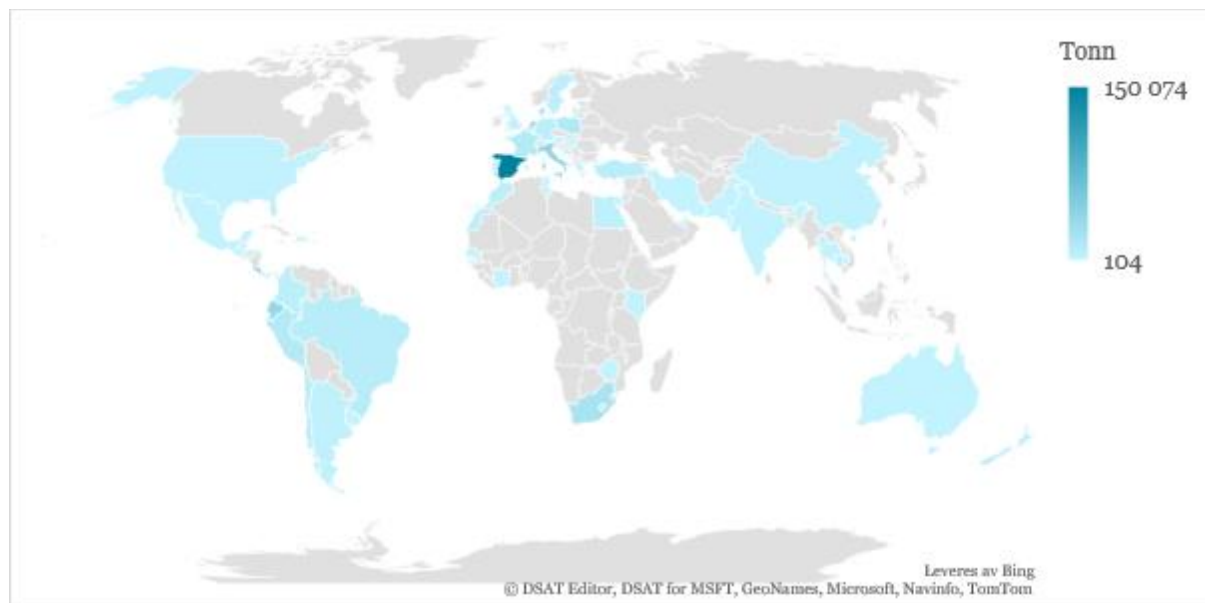 Tonn
150 074
104
Leveres av Bing
© DSAT Editor, DSAT for MSFT, GeoNames, Microsoft, Navinfo, TomTom